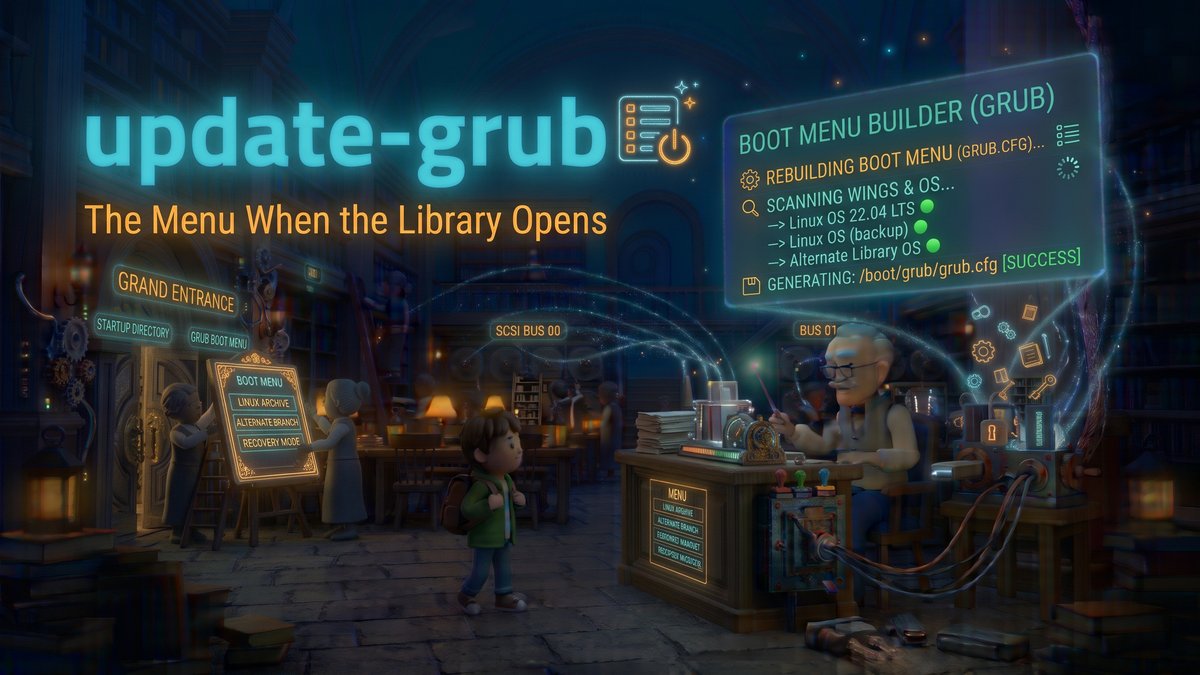 update-grub
The Menu When the Library Opens
BOOT MENU BUILDER (GRUB)
REBUILDING BOOT MENU (GRUB.CFG)...
SCANNING WINGS & OS...
—> Linux OS 22.04 LTS
—> Linux OS (backup)
—> Alternate Library OS
GENERATING: /boot/grub/grub.cfg [SUCCESS]
GRAND ENTRANCE
STARTUP DIRECTORY
GRUB BOOT MENU
BOOT MENU
LINUX ARCHIVE
ALTERNATE BRANCH
RECOVERY MODE
SCSI BUS 00
BUS 01
MENU
LINUX ARCHIVE
ALTERNATE BRANCH